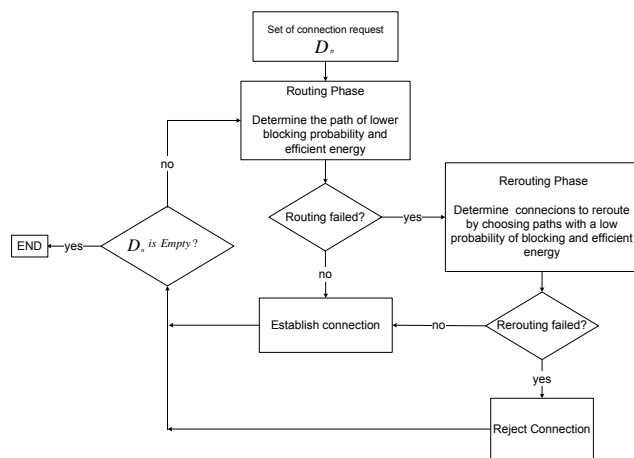 Set of connection request
Dn
Routing Phase
Determine the path of lower
blocking probability and
efficient energy
no
Rerouting Phase
Determine connecions to reroute
by choosing paths with a low
probability of blocking and efficient
energy
Routing failed?
yes
END
yes
Dn is Empty?
no
Establish connection
no
Rerouting failed?
yes
Reject Connection